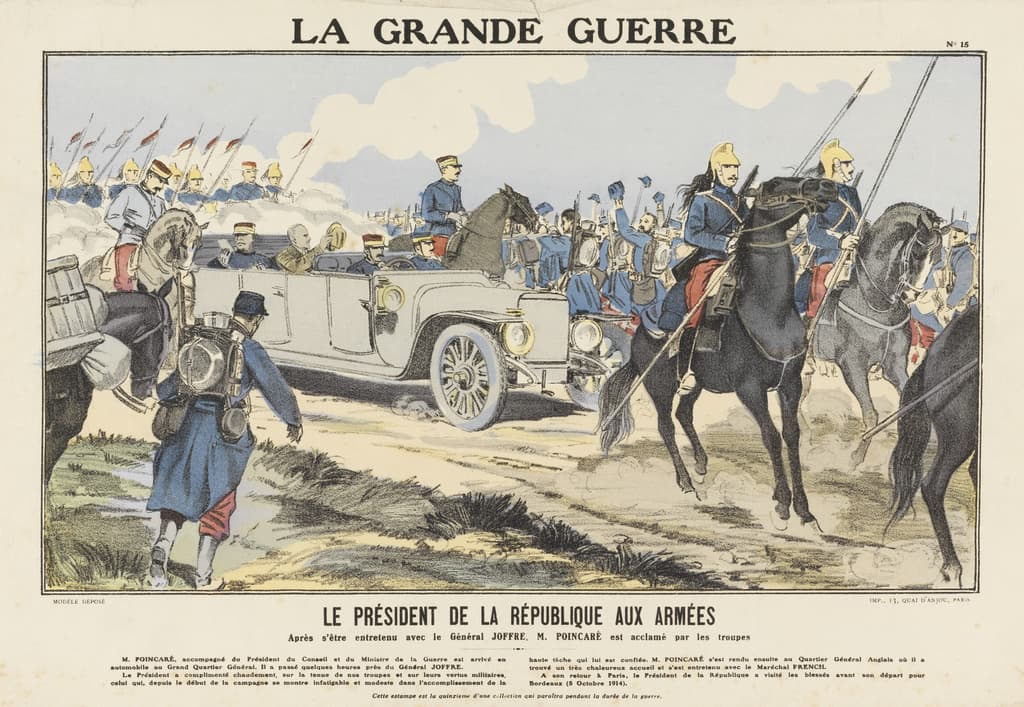 LA GRANDE GUERRE
N° 15
MODÈLE DÉPOSÉ
IMP., 17, QUAI D'ANJOU, PARIS
LE PRÉSIDENT DE LA RÉPUBLIQUE AUX ARMÉES
Après s'être entretenu avec le Général JOFFRE, M. POINCARÉ est acclamé par les troupes
M. POINCARÉ, accompagné du Président du Conseil et du Ministre de la Guerre est arrivé en
automobile au Grand Quartier Général. Il a passé quelques heures près du Général JOFFRE.
Le Président a complimenté chaudement, sur la tenue de nos troupes et sur leurs vertus militaires,
celui qui, depuis le début de la campagne se montre infatigable et modeste dans l'accomplissement de la
haute tâche qui lui est confiée. M. POINCARÉ s'est rendu ensuite au Quartier Général Anglais où il a
trouvé un très chaleureux accueil et s'est entretenu avec le Maréchal FRENCH.
A son retour à Paris, le Président de la République a visité les blessés avant son départ pour
Bordeaux (5 Octobre 1914).
Cette estampe est la quinzième d'une collection qui paraîtra pendant la durée de la guerre.